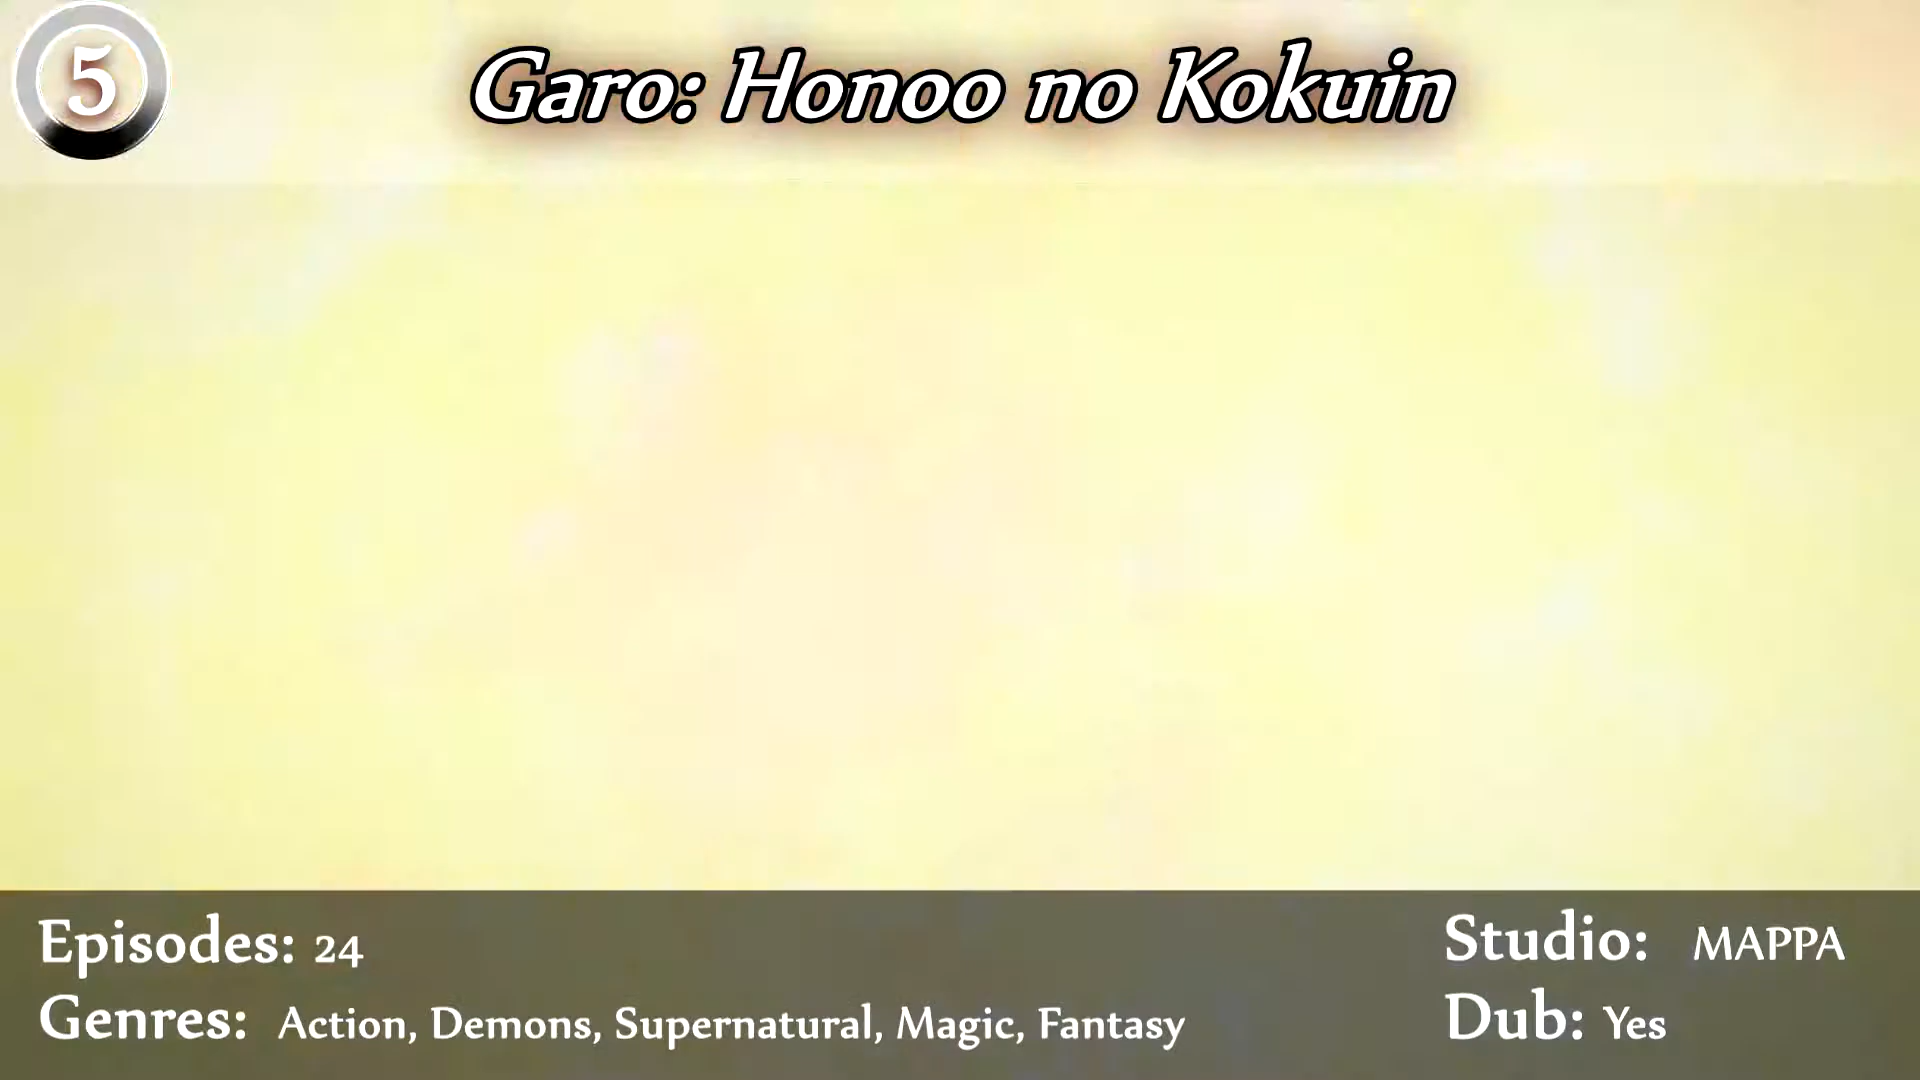 5
Garo: Honoo no Kokuin
Episodes: 24
Studio: MAPPA
Genres: Action, Demons, Supernatural, Magic, Fantasy
Dub: Yes